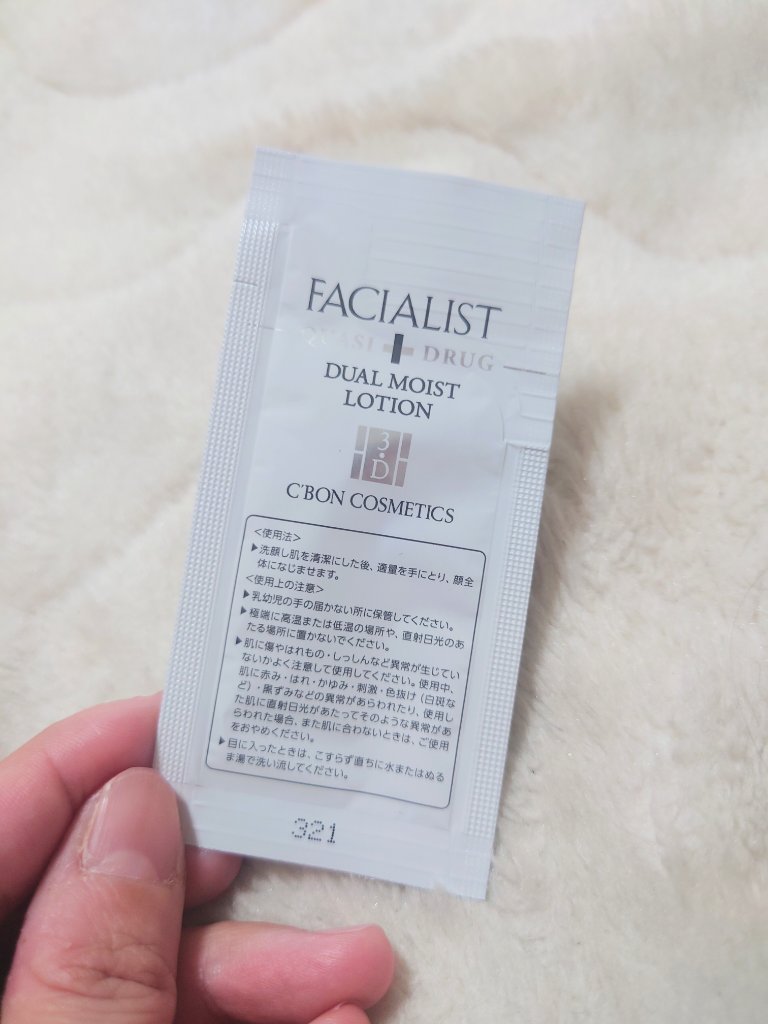 FACIALIST
QUASI DRUG
DUAL MOIST
LOTION
3
D
C'BON COSMETICS
<使用法>
▶洗顔し肌を清潔にした後、適量を手にとり、顔全
体になじませます。
<使用上の注意>
▶乳幼児の手の届かない所に保管してください。
▶極端に高温または低温の場所や、直射日光のあ
たる場所に置かないでください。
▶肌に傷やはれもの・しっしんなど異常が生じてい
ないかよく注意して使用してください。使用中、
肌に赤み・はれ・かゆみ・刺激・色抜け(白斑な
ど)・黒ずみなどの異常があらわれたり、使用し
た肌に直射日光があたってそのような異常があ
らわれた場合、また肌に合わないときは、ご使用
をおやめください。
▶目に入ったときは、こすらず直ちに水またはぬる
ま湯で洗い流してください。
321